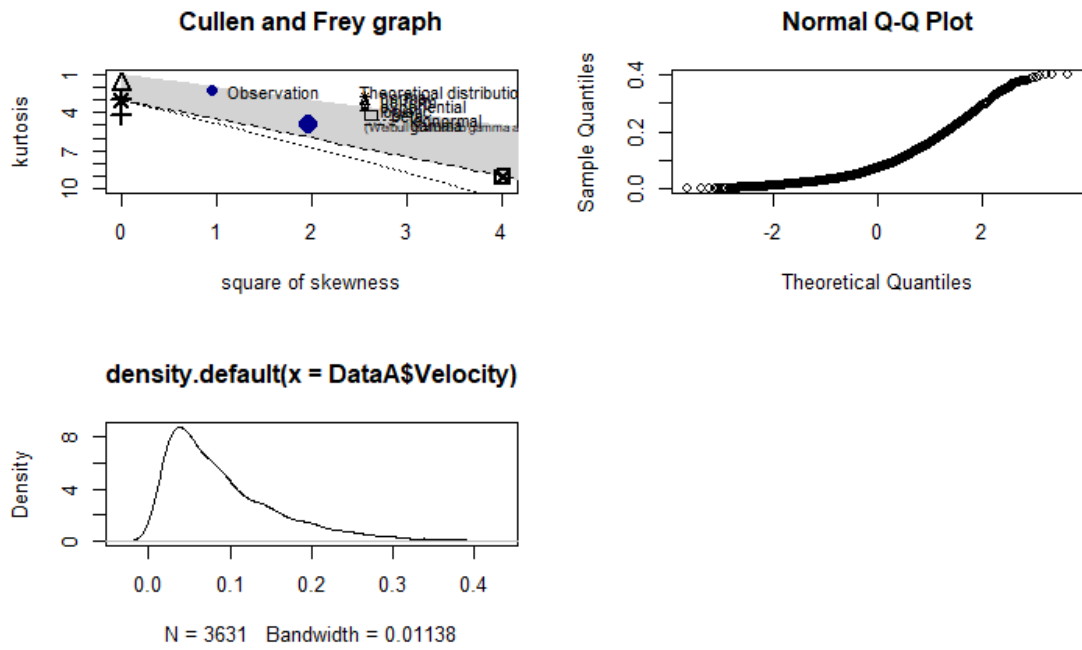 Cullen and Frey graph
kurtosis
1
4
7
10
Observation
Theoretical distributio
0 1 2 3 4
square of skewness
Normal Q-Q Plot
Sample Quantiles
0.4
0.2
0.0
-2 0 2
Theoretical Quantiles
density.default(x = DataA$Velocity)
Density
8
4
0
0.0 0.1 0.2 0.3 0.4
N = 3631 Bandwidth = 0.01138